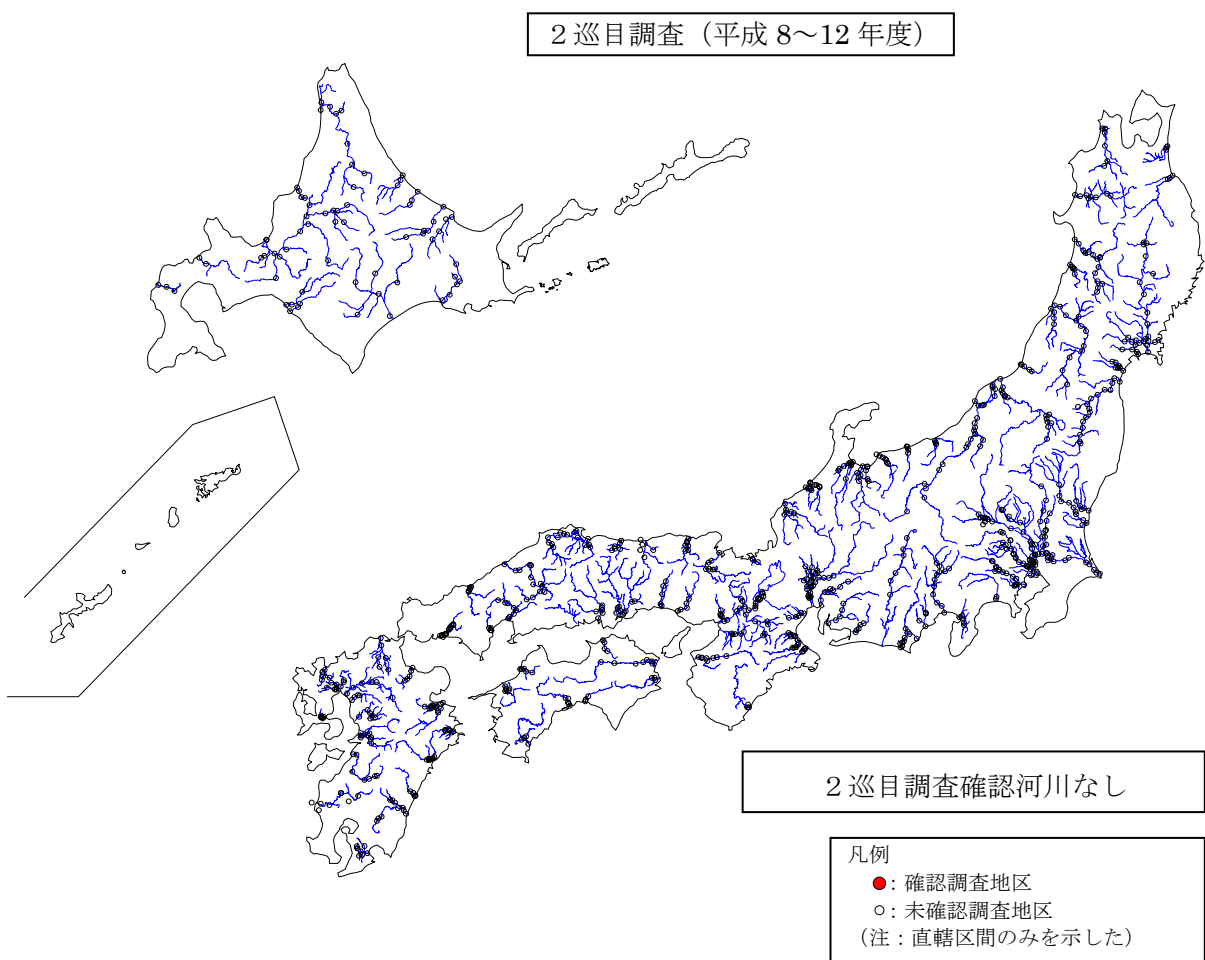 ２巡目調査（平成 8～12 年度）
２巡目調査確認河川なし
凡例
●：確認調査地区
○：未確認調査地区
（注：直轄区間のみを示した）